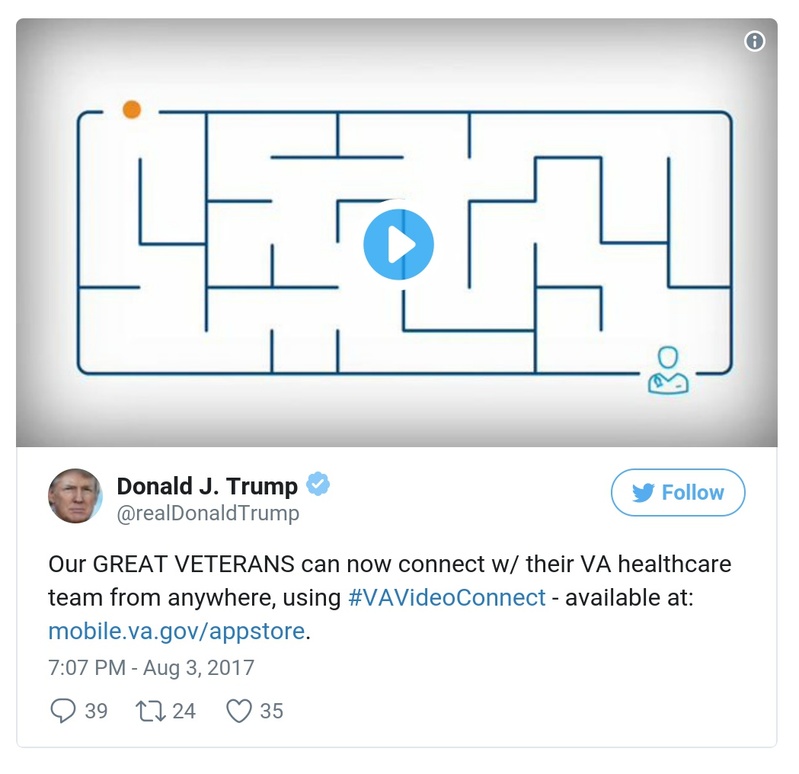 Donald J. Trump
@realDonaldTrump
Follow
Our GREAT VETERANS can now connect w/ their VA healthcare
team from anywhere, using #VAVideoConnect - available at:
mobile.va.gov/appstore.
7:07 PM - Aug 3, 2017
39 24 35